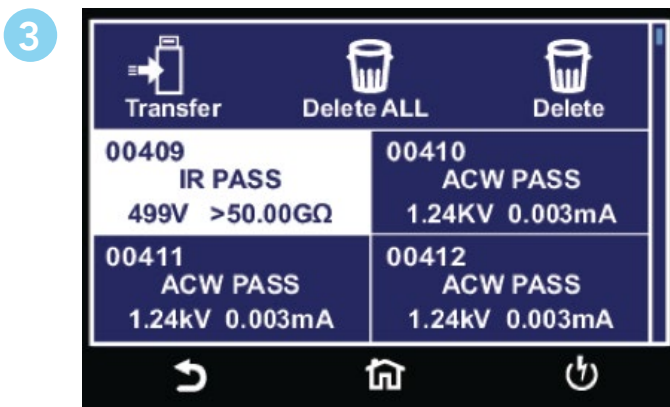 3
Transfer Delete ALL Delete
00409 00410
IR PASS ACW PASS
499V >50.00GΩ 1.24KV 0.003mA
00411 00412
ACW PASS ACW PASS
1.24kV 0.003mA 1.24kV 0.003mA